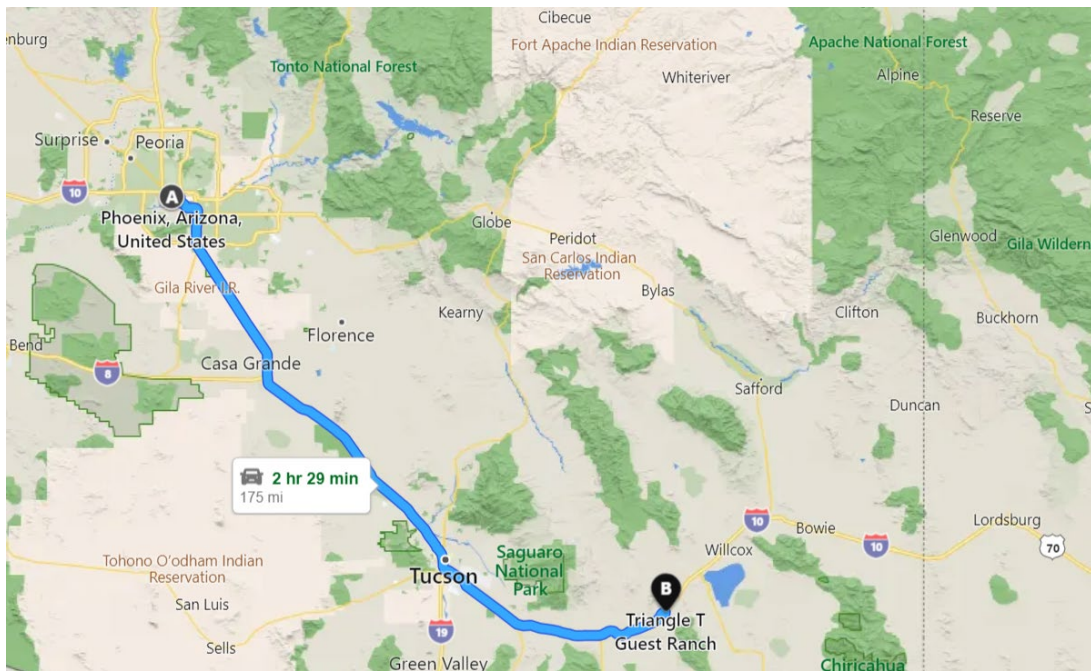 Cibecue
enburg
Fort Apache Indian Reservation
Apache National Forest
Tonto National Forest
Whiteriver
Alpine
Reserve
Surprise
Peoria
10
A
Phoenix, Arizona,
United States
Globe
Peridot
San Carlos Indian
Reservation
Glenwood
Gila Wildern
Gila River I.R.
Bylas
Clifton
Kearny
Buckhorn
Florence
Bend
Casa Grande
8
Safford
Duncan
S
2 hr 29 min
175 mi
10
Bowie
Lordsburg
10
70
Willcox
Saguaro
National
Park
Tohono O'odham Indian
Reservation
Tucson
B
San Luis
Triangle T
Guest Ranch
19
Sells
Green Valley
Chiricahua